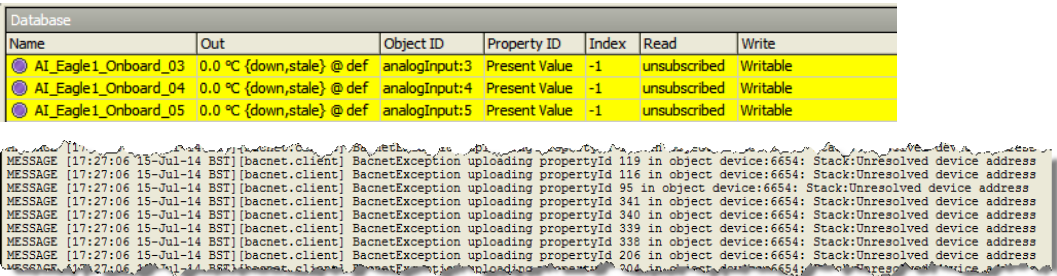 Database
Name Out Object ID Property ID Index Read Write
AI_Eagle1_Onboard_03 0.0 ºC {down,stale} @ def analogInput:3 Present Value -1 unsubscribed Writable
AI_Eagle1_Onboard_04 0.0 ºC {down,stale} @ def analogInput:4 Present Value -1 unsubscribed Writable
AI_Eagle1_Onboard_05 0.0 ºC {down,stale} @ def analogInput:5 Present Value -1 unsubscribed Writable
MESSAGE [17:27:06 15-Jul-14 BST][bacnet.client] BacnetException uploading propertyId 119 in object device:6654: Stack:Unresolved device address
MESSAGE [17:27:06 15-Jul-14 BST][bacnet.client] BacnetException uploading propertyId 116 in object device:6654: Stack:Unresolved device address
MESSAGE [17:27:06 15-Jul-14 BST][bacnet.client] BacnetException uploading propertyId 95 in object device:6654: Stack:Unresolved device address
MESSAGE [17:27:06 15-Jul-14 BST][bacnet.client] BacnetException uploading propertyId 341 in object device:6654: Stack:Unresolved device address
MESSAGE [17:27:06 15-Jul-14 BST][bacnet.client] BacnetException uploading propertyId 340 in object device:6654: Stack:Unresolved device address
MESSAGE [17:27:06 15-Jul-14 BST][bacnet.client] BacnetException uploading propertyId 339 in object device:6654: Stack:Unresolved device address
MESSAGE [17:27:06 15-Jul-14 BST][bacnet.client] BacnetException uploading propertyId 338 in object device:6654: Stack:Unresolved device address
MESSAGE [17:27:06 15-Jul-14 BST][bacnet.client] BacnetException uploading propertyId 206 in object device:6654: Stack:Unresolved device address